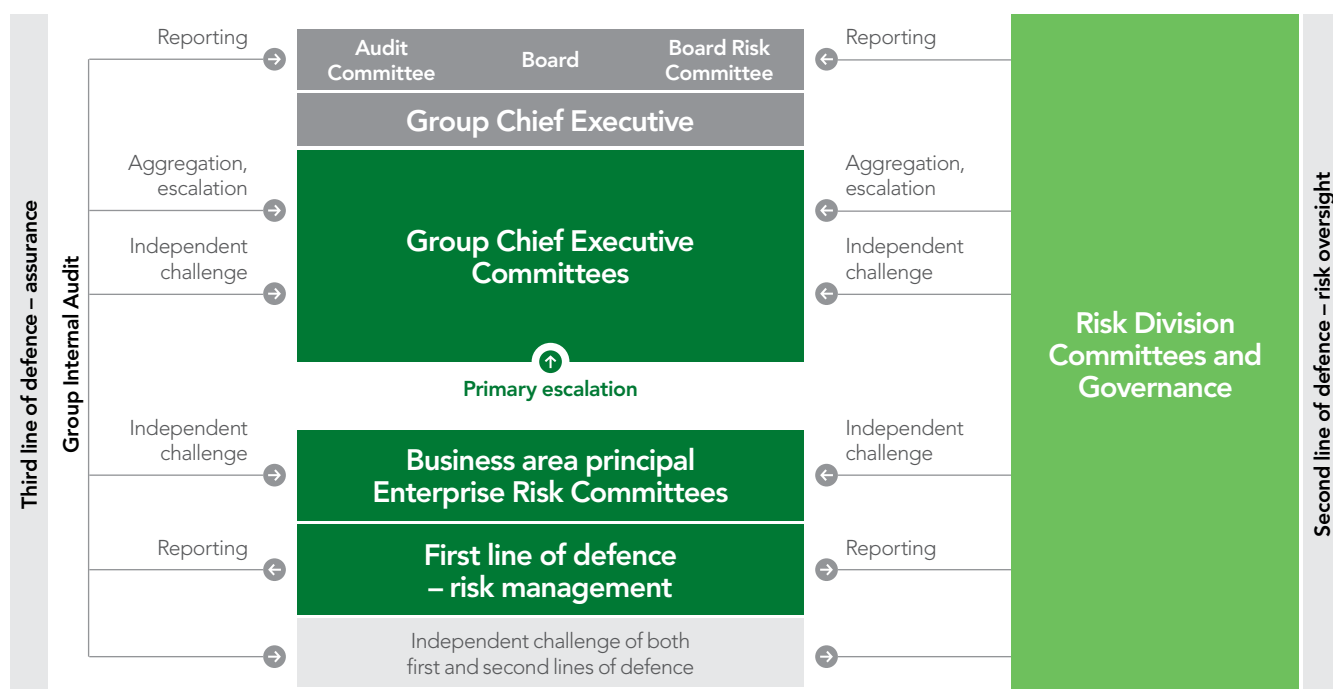 Third line of defence – assurance
Group Internal Audit
Reporting
Aggregation,
escalation
Independent
challenge
Independent
challenge
Reporting
Audit
Committee
Board
Board Risk
Committee
Group Chief Executive
Group Chief Executive
Committees
Primary escalation
Business area principal
Enterprise Risk Committees
First line of defence
– risk management
Independent challenge of both
first and second lines of defence
Reporting
Aggregation,
escalation
Independent
challenge
Independent
challenge
Reporting
Risk Division
Committees and
Governance
Second line of defence – risk oversight